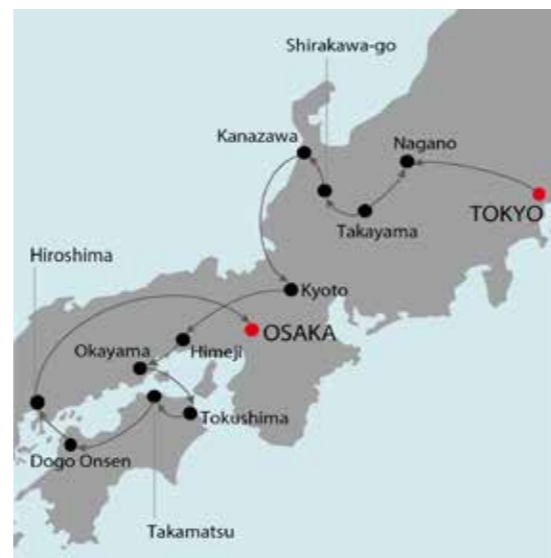 Shirakawa-go
Kanazawa
Nagano
TOKYO
Takayama
Hiroshima
Kyoto
OSAKA
Okayama
Himeji
Tokushima
Dogo Onsen
Takamatsu